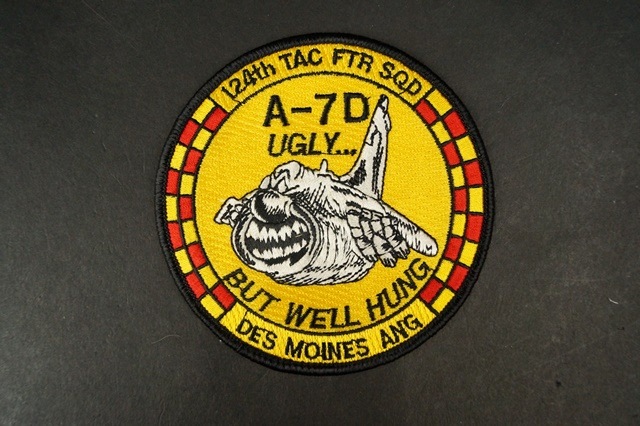 124th TAC FTR SQD
A-7D
UGLY...
BUT WELL HUNG
DES MOINES ANG